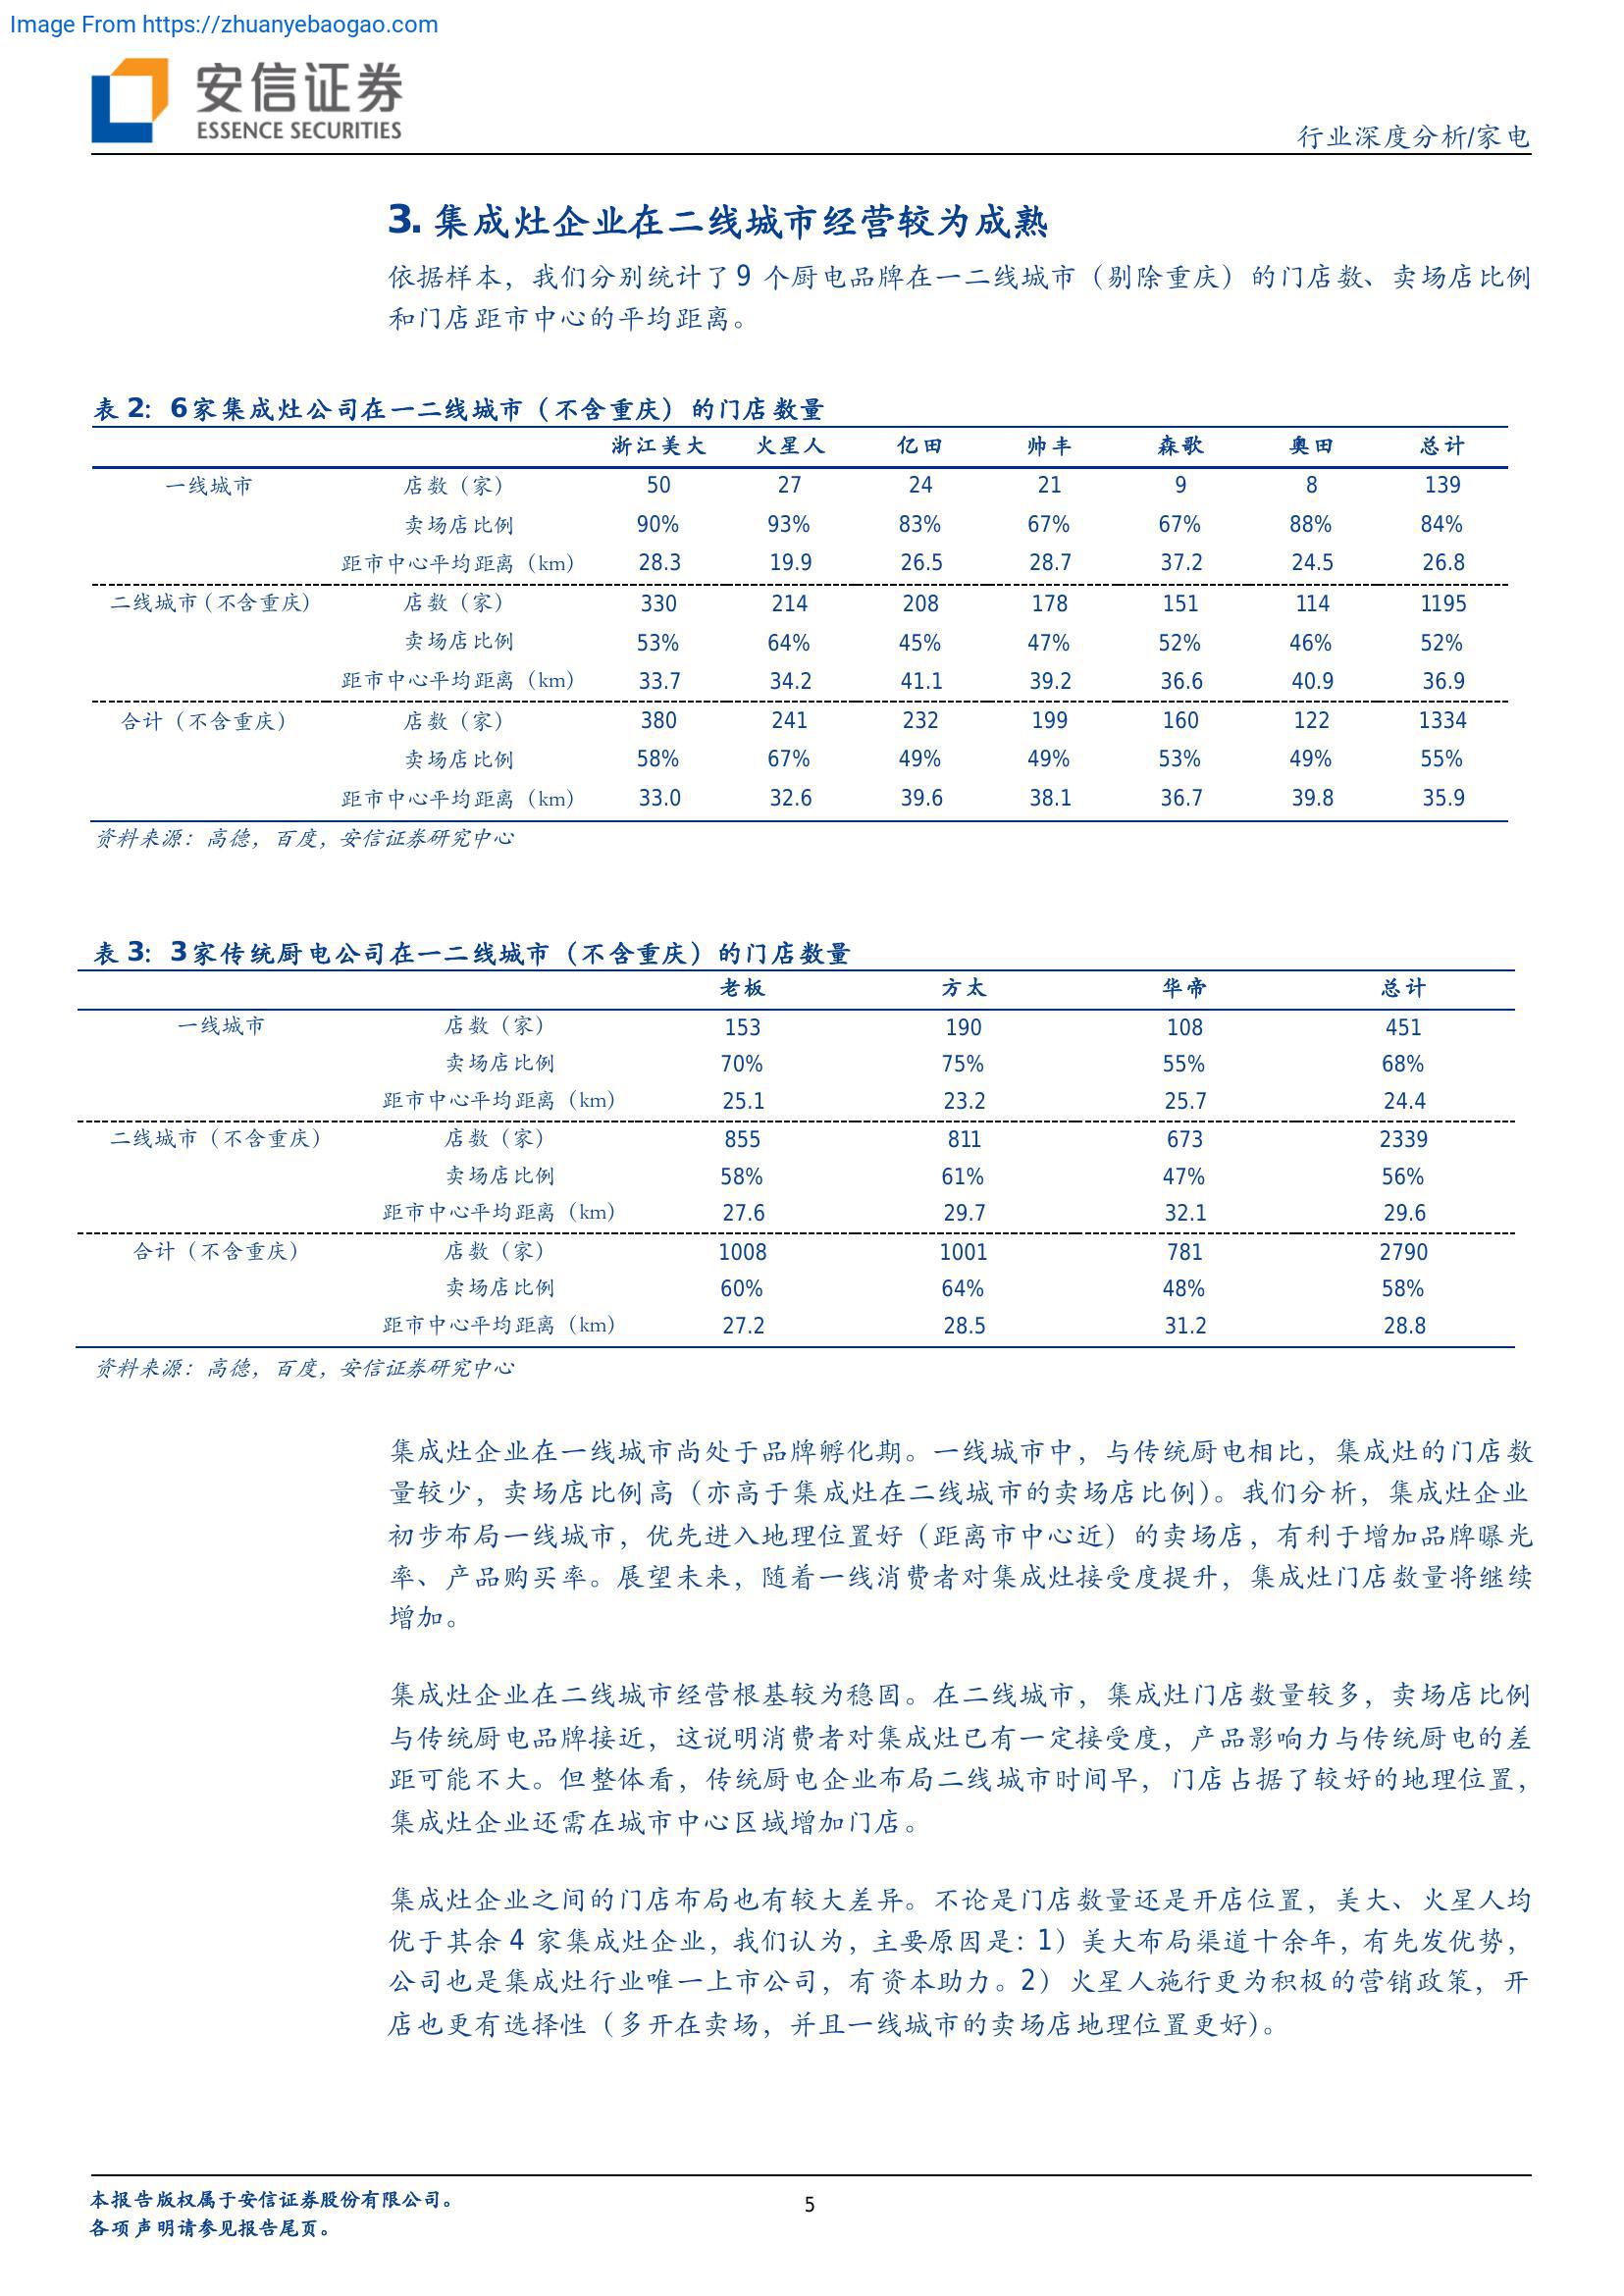 Image From https://zhuanyebaogao.com
安信证券
ESSENCE SECURITIES
行业深度分析/家电
3. 集成灶企业在二线城市经营较为成熟
依据样本，我们分别统计了 9 个厨电品牌在一二线城市（剔除重庆）的门店数、卖场店比例
和门店距市中心的平均距离。
表 2：6 家集成灶公司在一二线城市（不含重庆）的门店数量
浙江美大 火星人 亿田 帅丰 森歌 奥田 总计
一线城市 店数（家） 50 27 24 21 9 8 139
卖场店比例 90% 93% 83% 67% 67% 88% 84%
距市中心平均距离（km） 28.3 19.9 26.5 28.7 37.2 24.5 26.8
二线城市（不含重庆） 店数（家） 330 214 208 178 151 114 1195
卖场店比例 53% 64% 45% 47% 52% 46% 52%
距市中心平均距离（km） 33.7 34.2 41.1 39.2 36.6 40.9 36.9
合计（不含重庆） 店数（家） 380 241 232 199 160 122 1334
卖场店比例 58% 67% 49% 49% 53% 49% 55%
距市中心平均距离（km） 33.0 32.6 39.6 38.1 36.7 39.8 35.9
资料来源：高德，百度，安信证券研究中心
表 3：3 家传统厨电公司在一二线城市（不含重庆）的门店数量
老板 方太 华帝 总计
一线城市 店数（家） 153 190 108 451
卖场店比例 70% 75% 55% 68%
距市中心平均距离（km） 25.1 23.2 25.7 24.4
二线城市（不含重庆） 店数（家） 855 811 673 2339
卖场店比例 58% 61% 47% 56%
距市中心平均距离（km） 27.6 29.7 32.1 29.6
合计（不含重庆） 店数（家） 1008 1001 781 2790
卖场店比例 60% 64% 48% 58%
距市中心平均距离（km） 27.2 28.5 31.2 28.8
资料来源：高德，百度，安信证券研究中心
集成灶企业在一线城市尚处于品牌孵化期。一线城市中，与传统厨电相比，集成灶的门店数
量较少，卖场店比例高（亦高于集成灶在二线城市的卖场店比例）。我们分析，集成灶企业
初步布局一线城市，优先进入地理位置好（距离市中心近）的卖场店，有利于增加品牌曝光
率、产品购买率。展望未来，随着一线消费者对集成灶接受度提升，集成灶门店数量将继续
增加。
集成灶企业在二线城市经营根基较为稳固。在二线城市，集成灶门店数量较多，卖场店比例
与传统厨电品牌接近，这说明消费者对集成灶已有一定接受度，产品影响力与传统厨电的差
距可能不大。但整体看，传统厨电企业布局二线城市时间早，门店占据了较好的地理位置，
集成灶企业还需在城市中心区域增加门店。
集成灶企业之间的门店布局也有较大差异。不论是门店数量还是开店位置，美大、火星人均
优于其余 4 家集成灶企业，我们认为，主要原因是：1）美大布局渠道十余年，有先发优势，
公司也是集成灶行业唯一上市公司，有资本助力。2）火星人施行更为积极的营销政策，开
店也更有选择性（多开在卖场，并且一线城市的卖场店地理位置更好）。
本报告版权属于安信证券股份有限公司。
5
各项声明请参见报告尾页。